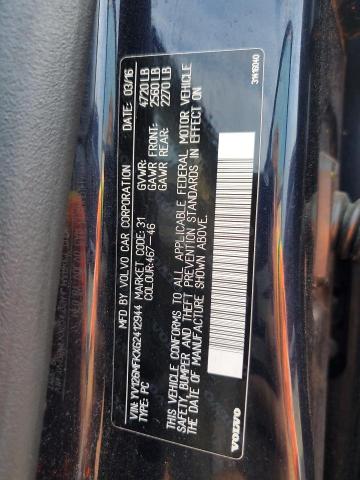 MFD BY VOLVO CAR CORPORATION DATE: 03/16
GVWR: 4720 LB
GAWR FRONT: 2560 LB
GAWR REAR: 2270 LB
VIN: YV126MFKXG2412944 MARKET CODE: 31
TYPE: PC COLOUR: 467-46
THIS VEHICLE CONFORMS TO ALL APPLICABLE FEDERAL MOTOR VEHICLE
SAFETY, BUMPER AND THEFT PREVENTION STANDARDS IN EFFECT ON
DATE OF MANUFACTURE SHOWN ABOVE.
VOLVO